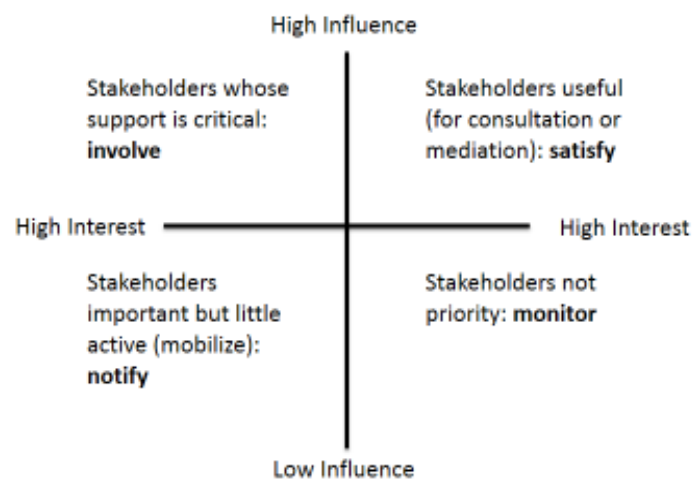 High Influence
Stakeholders whose
support is critical:
involve
Stakeholders useful
(for consultation or
mediation): satisfy
High Interest
High Interest
Stakeholders
important but little
active (mobilize):
notify
Stakeholders not
priority: monitor
Low Influence